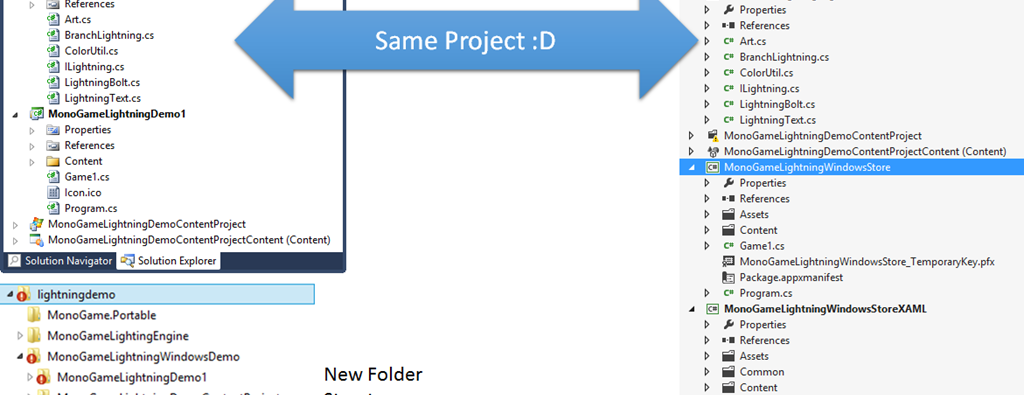 References
Art.cs
BranchLightning.cs
ColorUtil.cs
ILightning.cs
LightningBolt.cs
LightningText.cs
MonoGameLightningDemo1
Properties
References
Content
Game1.cs
Icon.ico
Program.cs
MonoGameLightningDemoContentProject
MonoGameLightningDemoContentProjectContent (Content)
Solution Navigator
Solution Explorer
Same Project :D
Properties
References
Art.cs
BranchLightning.cs
ColorUtil.cs
ILightning.cs
LightningBolt.cs
LightningText.cs
MonoGameLightningDemoContentProject
MonoGameLightningDemoContentProjectContent (Content)
MonoGameLightningWindowsStore
Properties
References
Assets
Content
Game1.cs
MonoGameLightningWindowsStore_TemporaryKey.pfx
Package.appxmanifest
Program.cs
MonoGameLightningWindowsStoreXAML
Properties
References
Assets
Common
Content
lightningdemo
MonoGame.Portable
MonoGameLightingEngine
MonoGameLightningWindowsDemo
MonoGameLightningDemo1
New Folder